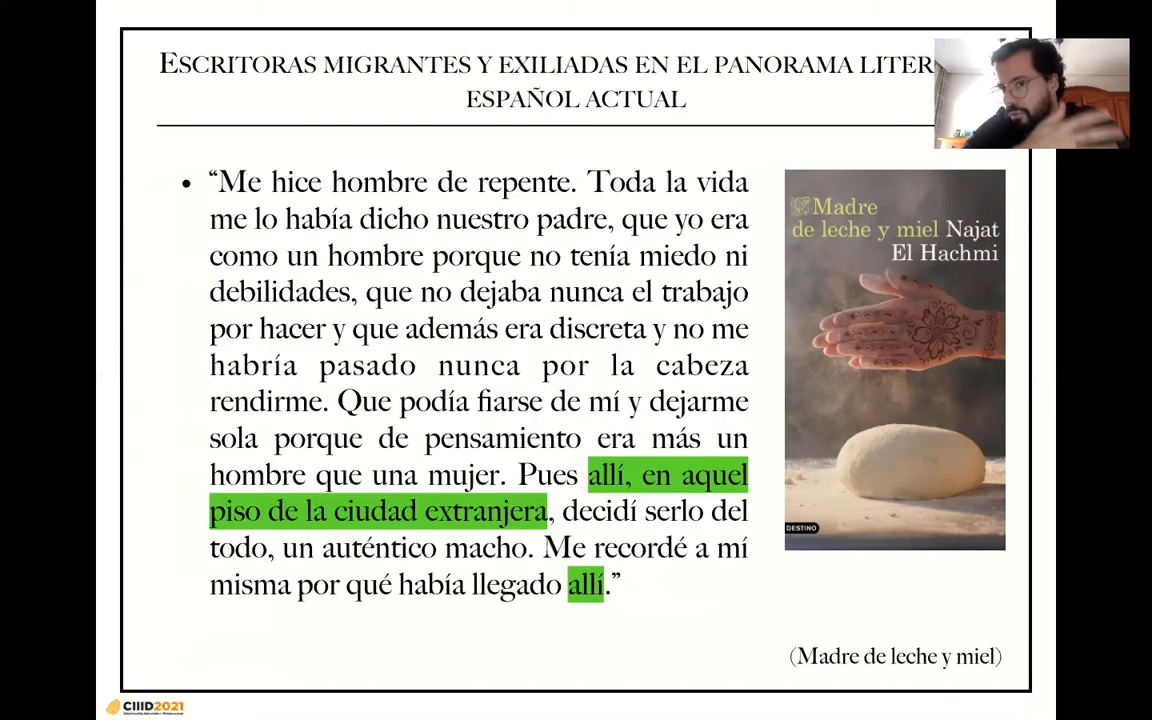 ESCRITORAS MIGRANTES Y EXILIADAS EN EL PANORAMA
ESPAÑOL ACTUAL
• “Me hice hombre de repente. Toda la vida
me lo había dicho nuestro padre, que yo era
como un hombre porque no tenía miedo ni
debilidades, que no dejaba nunca el trabajo
por hacer y que además era discreta y no me
habría pasado nunca por la cabeza
rendirme. Que podía fiarse de mí y dejarme
sola porque de pensamiento era más un
hombre que una mujer. Pues allí, en aquel
piso de la ciudad extranjera, decidí serlo del
todo, un auténtico macho. Me recordé a mí
misma por qué había llegado allí.”
Madre
de leche y miel Najat
El Hachmi
DESTINO
(Madre de leche y miel)
CIIID2021